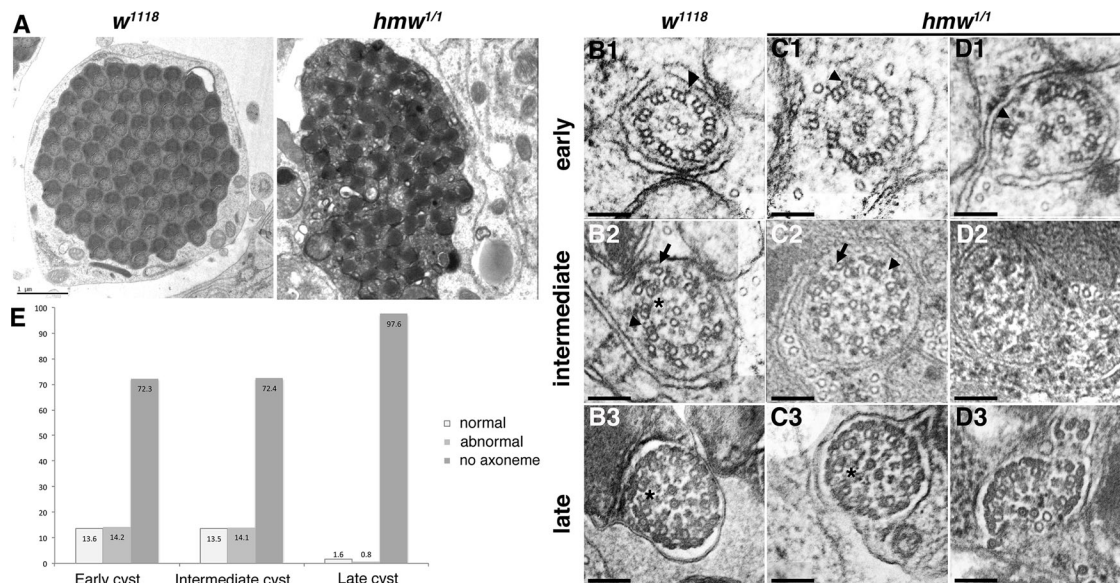 w1118
hmw1/1
w1118
hmw1/1
A
1 μm
B1
C1
D1
early
B2
C2
D2
intermediate
B3
C3
D3
late
*
*
*
E
100
90
80
70
60
50
40
30
20
10
0
13.6
14.2
72.3
13.5
14.1
72.4
1.6
0.8
97.6
normal
abnormal
no axoneme
Early cyst
Intermediate cyst
Late cyst